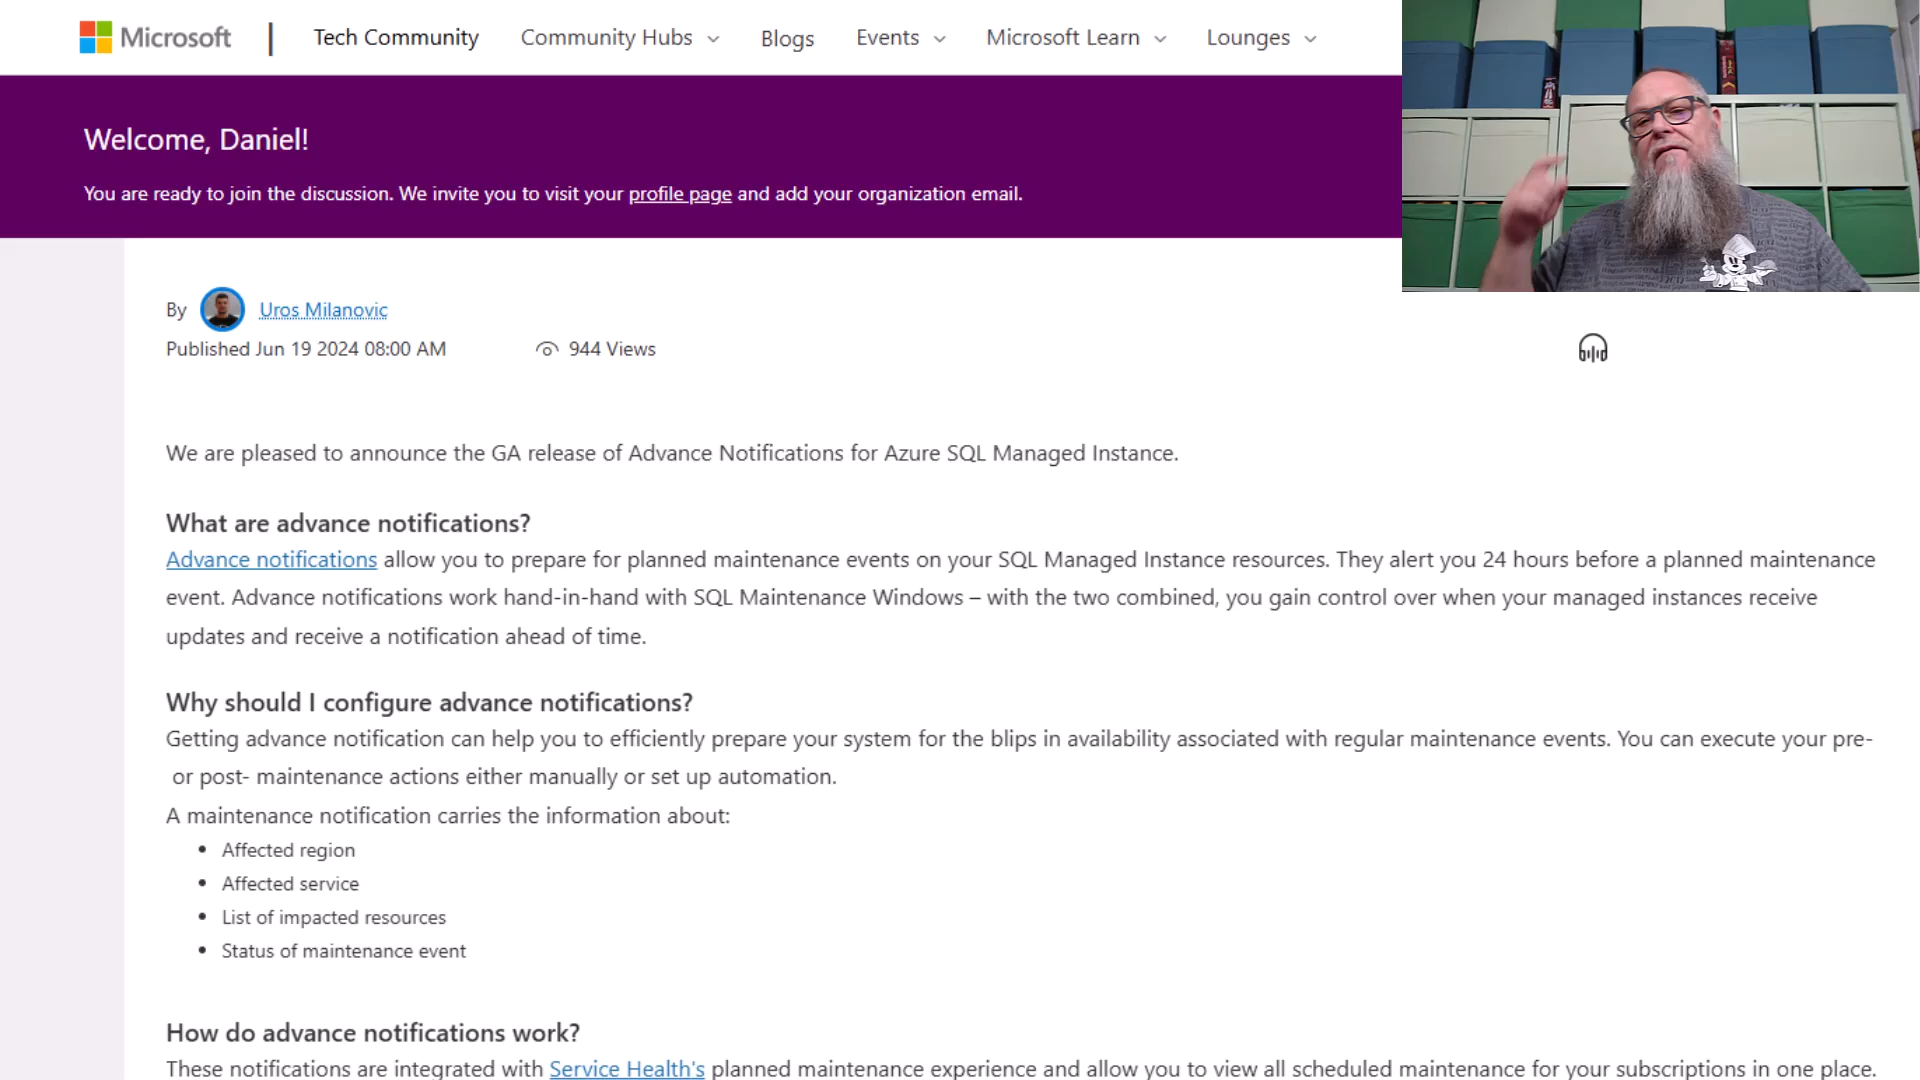 Microsoft | Tech Community Community Hubs Blogs Events Microsoft Learn Lounges
Welcome, Daniel!
You are ready to join the discussion. We invite you to visit your profile page and add your organization email.
By Uros Milanovic
Published Jun 19 2024 08:00 AM 944 Views
We are pleased to announce the GA release of Advance Notifications for Azure SQL Managed Instance.
What are advance notifications?
Advance notifications allow you to prepare for planned maintenance events on your SQL Managed Instance resources. They alert you 24 hours before a planned maintenance
event. Advance notifications work hand-in-hand with SQL Maintenance Windows – with the two combined, you gain control over when your managed instances receive
updates and receive a notification ahead of time.
Why should I configure advance notifications?
Getting advance notification can help you to efficiently prepare your system for the blips in availability associated with regular maintenance events. You can execute your pre-
or post- maintenance actions either manually or set up automation.
A maintenance notification carries the information about:
• Affected region
• Affected service
• List of impacted resources
• Status of maintenance event
How do advance notifications work?
These notifications are integrated with Service Health's planned maintenance experience and allow you to view all scheduled maintenance for your subscriptions in one place.